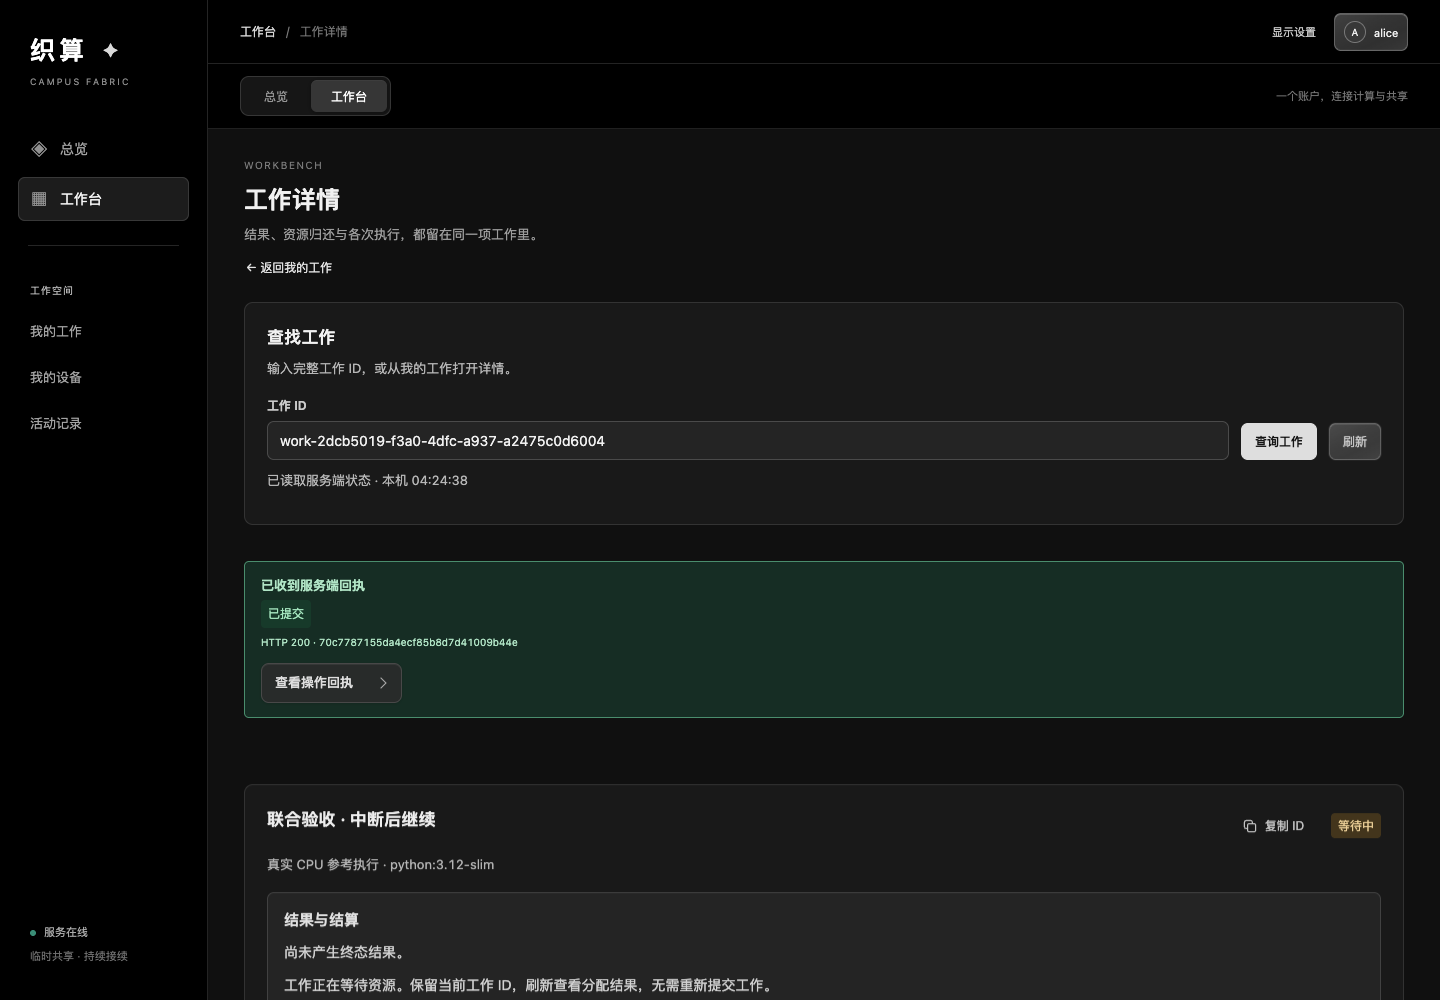 织算
CAMPUS FABRIC
总览
工作台
工作空间
我的工作
我的设备
活动记录
服务在线
临时共享 · 持续接续
工作台 / 工作详情
显示设置
A alice
总览 工作台
一个账户，连接计算与共享
WORKBENCH
工作详情
结果、资源归还与各次执行，都留在同一项工作里。
← 返回我的工作
查找工作
输入完整工作 ID，或从我的工作打开详情。
工作 ID
work-2dcb5019-f3a0-4dfc-a937-a2475c0d6004
查询工作
刷新
已读取服务端状态 · 本机 04:24:38
已收到服务端回执
已提交
HTTP 200 · 70c7787155da4ecf85b8d7d41009b44e
查看操作回执
联合验收 · 中断后继续
复制 ID
等待中
真实 CPU 参考执行 · python:3.12-slim
结果与结算
尚未产生终态结果。
工作正在等待资源。保留当前工作 ID，刷新查看分配结果，无需重新提交工作。